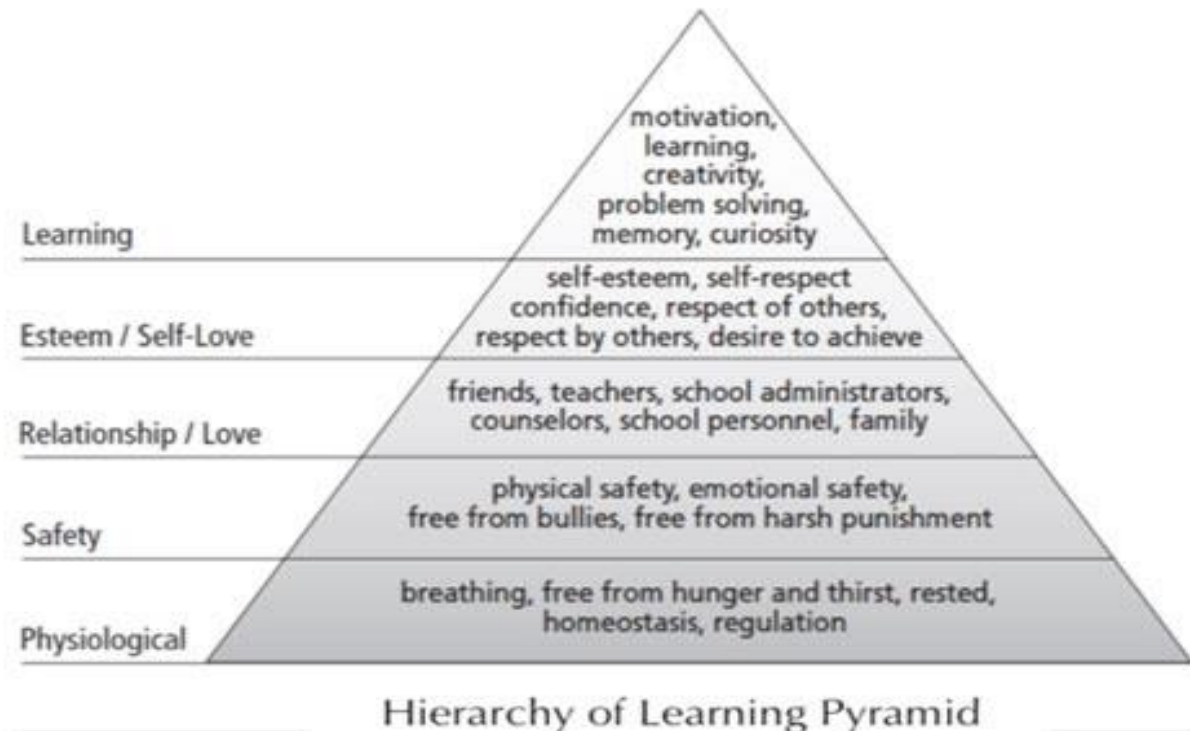 motivation,
learning,
creativity,
problem solving,
memory, curiosity
Learning
self-esteem, self-respect
confidence, respect of others,
respect by others, desire to achieve
Esteem / Self-Love
friends, teachers, school administrators,
counselors, school personnel, family
Relationship / Love
physical safety, emotional safety,
free from bullies, free from harsh punishment
Safety
breathing, free from hunger and thirst, rested,
homeostasis, regulation
Physiological
Hierarchy of Learning Pyramid